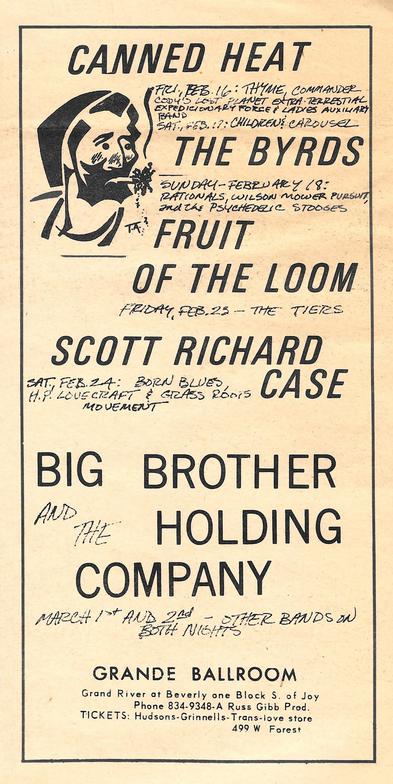 CANNED HEAT
FRI, FEB. 16: THYME, COMMANDER
CODY'S LOST PLANET EXTRA-TERRESTIAL
EXPEDICIONARY FORCE & LADIES AUXILIARY
BAND
SAT, FEB. 17: CHILDREN & CAROUSEL
THE BYRDS
SUNDAY - FEBRUARY 18:
RATIONALS, WILSON MOWER PURSUIT,
and the PSYCHEDELIC STOOGES
FRUIT
OF THE LOOM
FRIDAY, FEB. 23 - THE TIERS
SCOTT RICHARD
CASE
SAT, FEB. 24: BORN BLUES,
H.P. LOVECRAFT & GRASS ROOTS
MOVEMENT
BIG BROTHER
AND THE HOLDING
COMPANY
MARCH 1st AND 2nd - OTHER BANDS ON
BOTH NIGHTS
GRANDE BALLROOM
Grand River at Beverly one Block S. of Joy
Phone 834-9348-A Russ Gibb Prod.
TICKETS: Hudsons-Grinnells-Trans-love store
499 W Forest